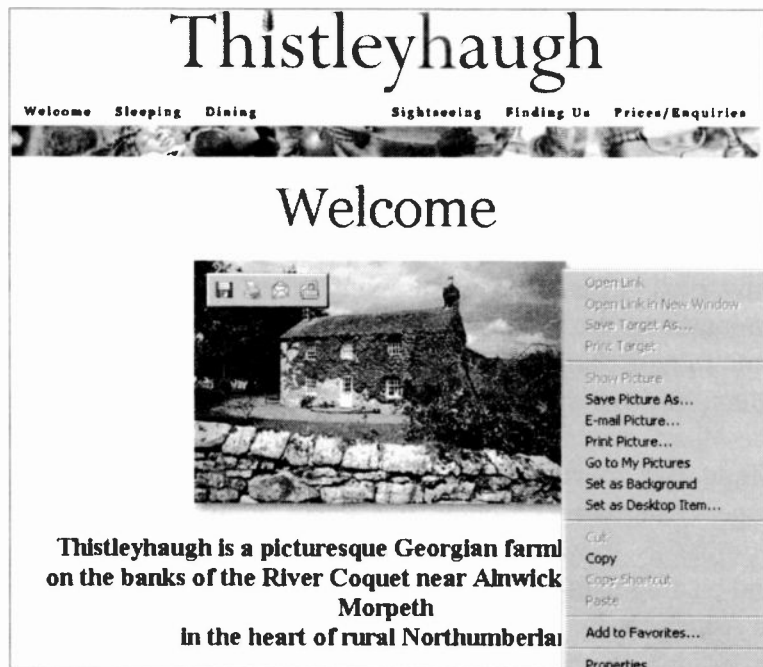 Thistleyhaugh
Welcome Sleeping Dining Sightseeing Finding Us Prices/Enquiries
Welcome
Open Link
Open Link in New Window
Save Target As...
Print Target
Show Picture
Save Picture As...
E-mail Picture...
Print Picture...
Go to My Pictures
Set as Background
Set as Desktop Item...
Cut
Copy
Copy Shortcut
Paste
Add to Favorites...
Properties
Thistleyhaugh is a picturesque Georgian farml
on the banks of the River Coquet near Alnwick
Morpeth
in the heart of rural Northumberla